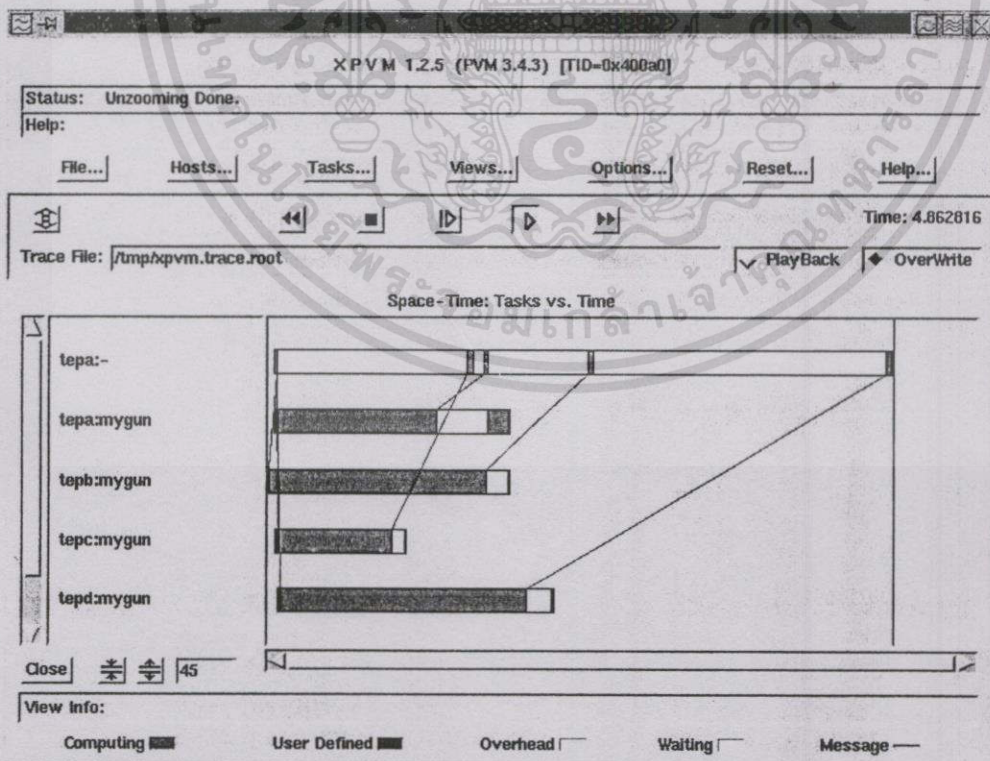 XPVM 1.2.5 (PVM 3.4.3) [TID=0x400a0]
Status: Unzooming Done.
Help:
File... Hosts... Tasks... Views... Options... Reset... Help...
Time: 4.862816
Trace File: /tmp/xpvm.trace.root PlayBack OverWrite
Space-Time: Tasks vs. Time
tepa:-
tepa:mygun
tepb:mygun
tepc:mygun
tepd:mygun
Close 45
View Info:
Computing User Defined Overhead Waiting Message